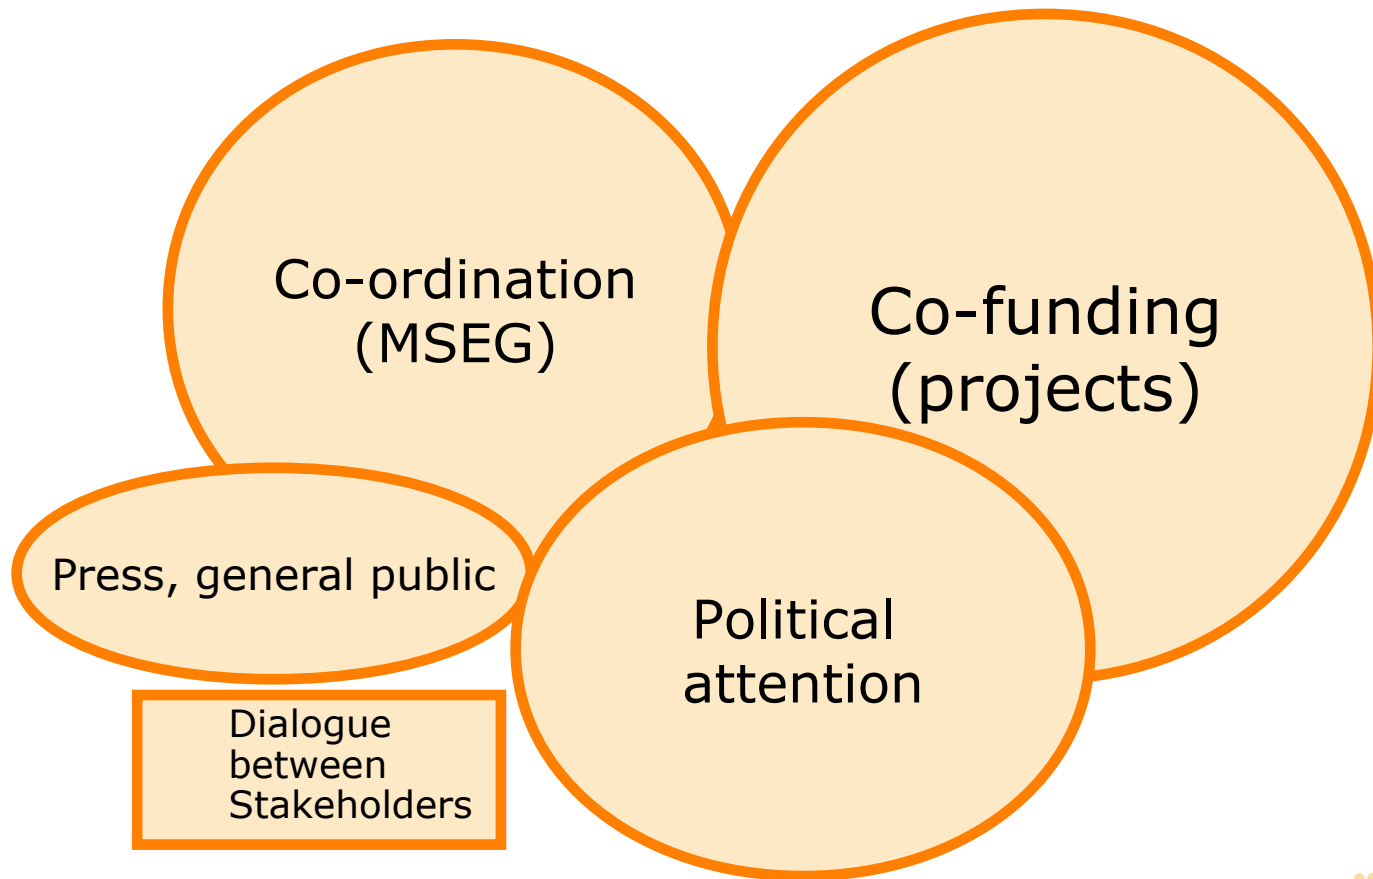 Co-ordination
(MSEG)
Co-funding
(projects)
Press, general public
Political
attention
Dialogue
between
Stakeholders